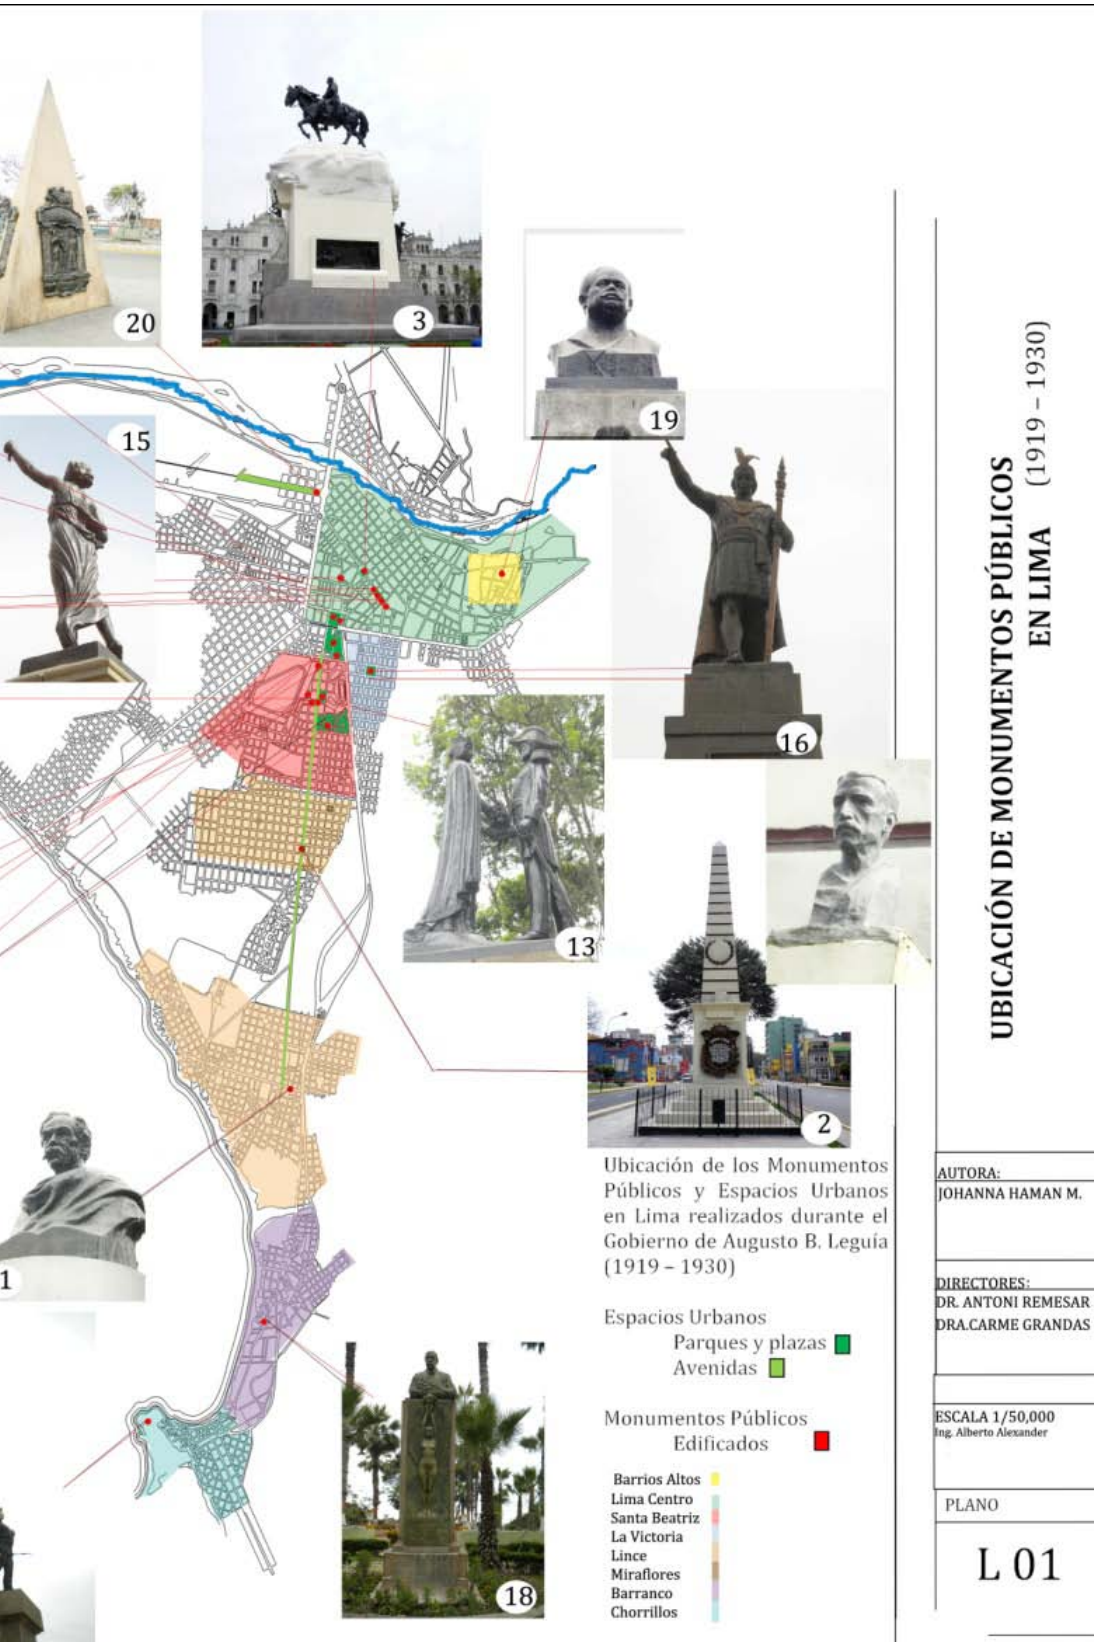 20
3
19
15
16
13
2
1
18
UBICACIÓN DE MONUMENTOS PÚBLICOS
EN LIMA (1919 – 1930)
Ubicación de los Monumentos
Públicos y Espacios Urbanos
en Lima realizados durante el
Gobierno de Augusto B. Leguía
(1919 – 1930)
Espacios Urbanos
Parques y plazas
Avenidas
Monumentos Públicos
Edificados
Barrios Altos
Lima Centro
Santa Beatriz
La Victoria
Lince
Miraflores
Barranco
Chorrillos
AUTORA:
JOHANNA HAMAN M.
DIRECTORES:
DR. ANTONI REMESAR
DRA.CARME GRANDAS
ESCALA 1/50,000
Ing. Alberto Alexander
PLANO
L 01